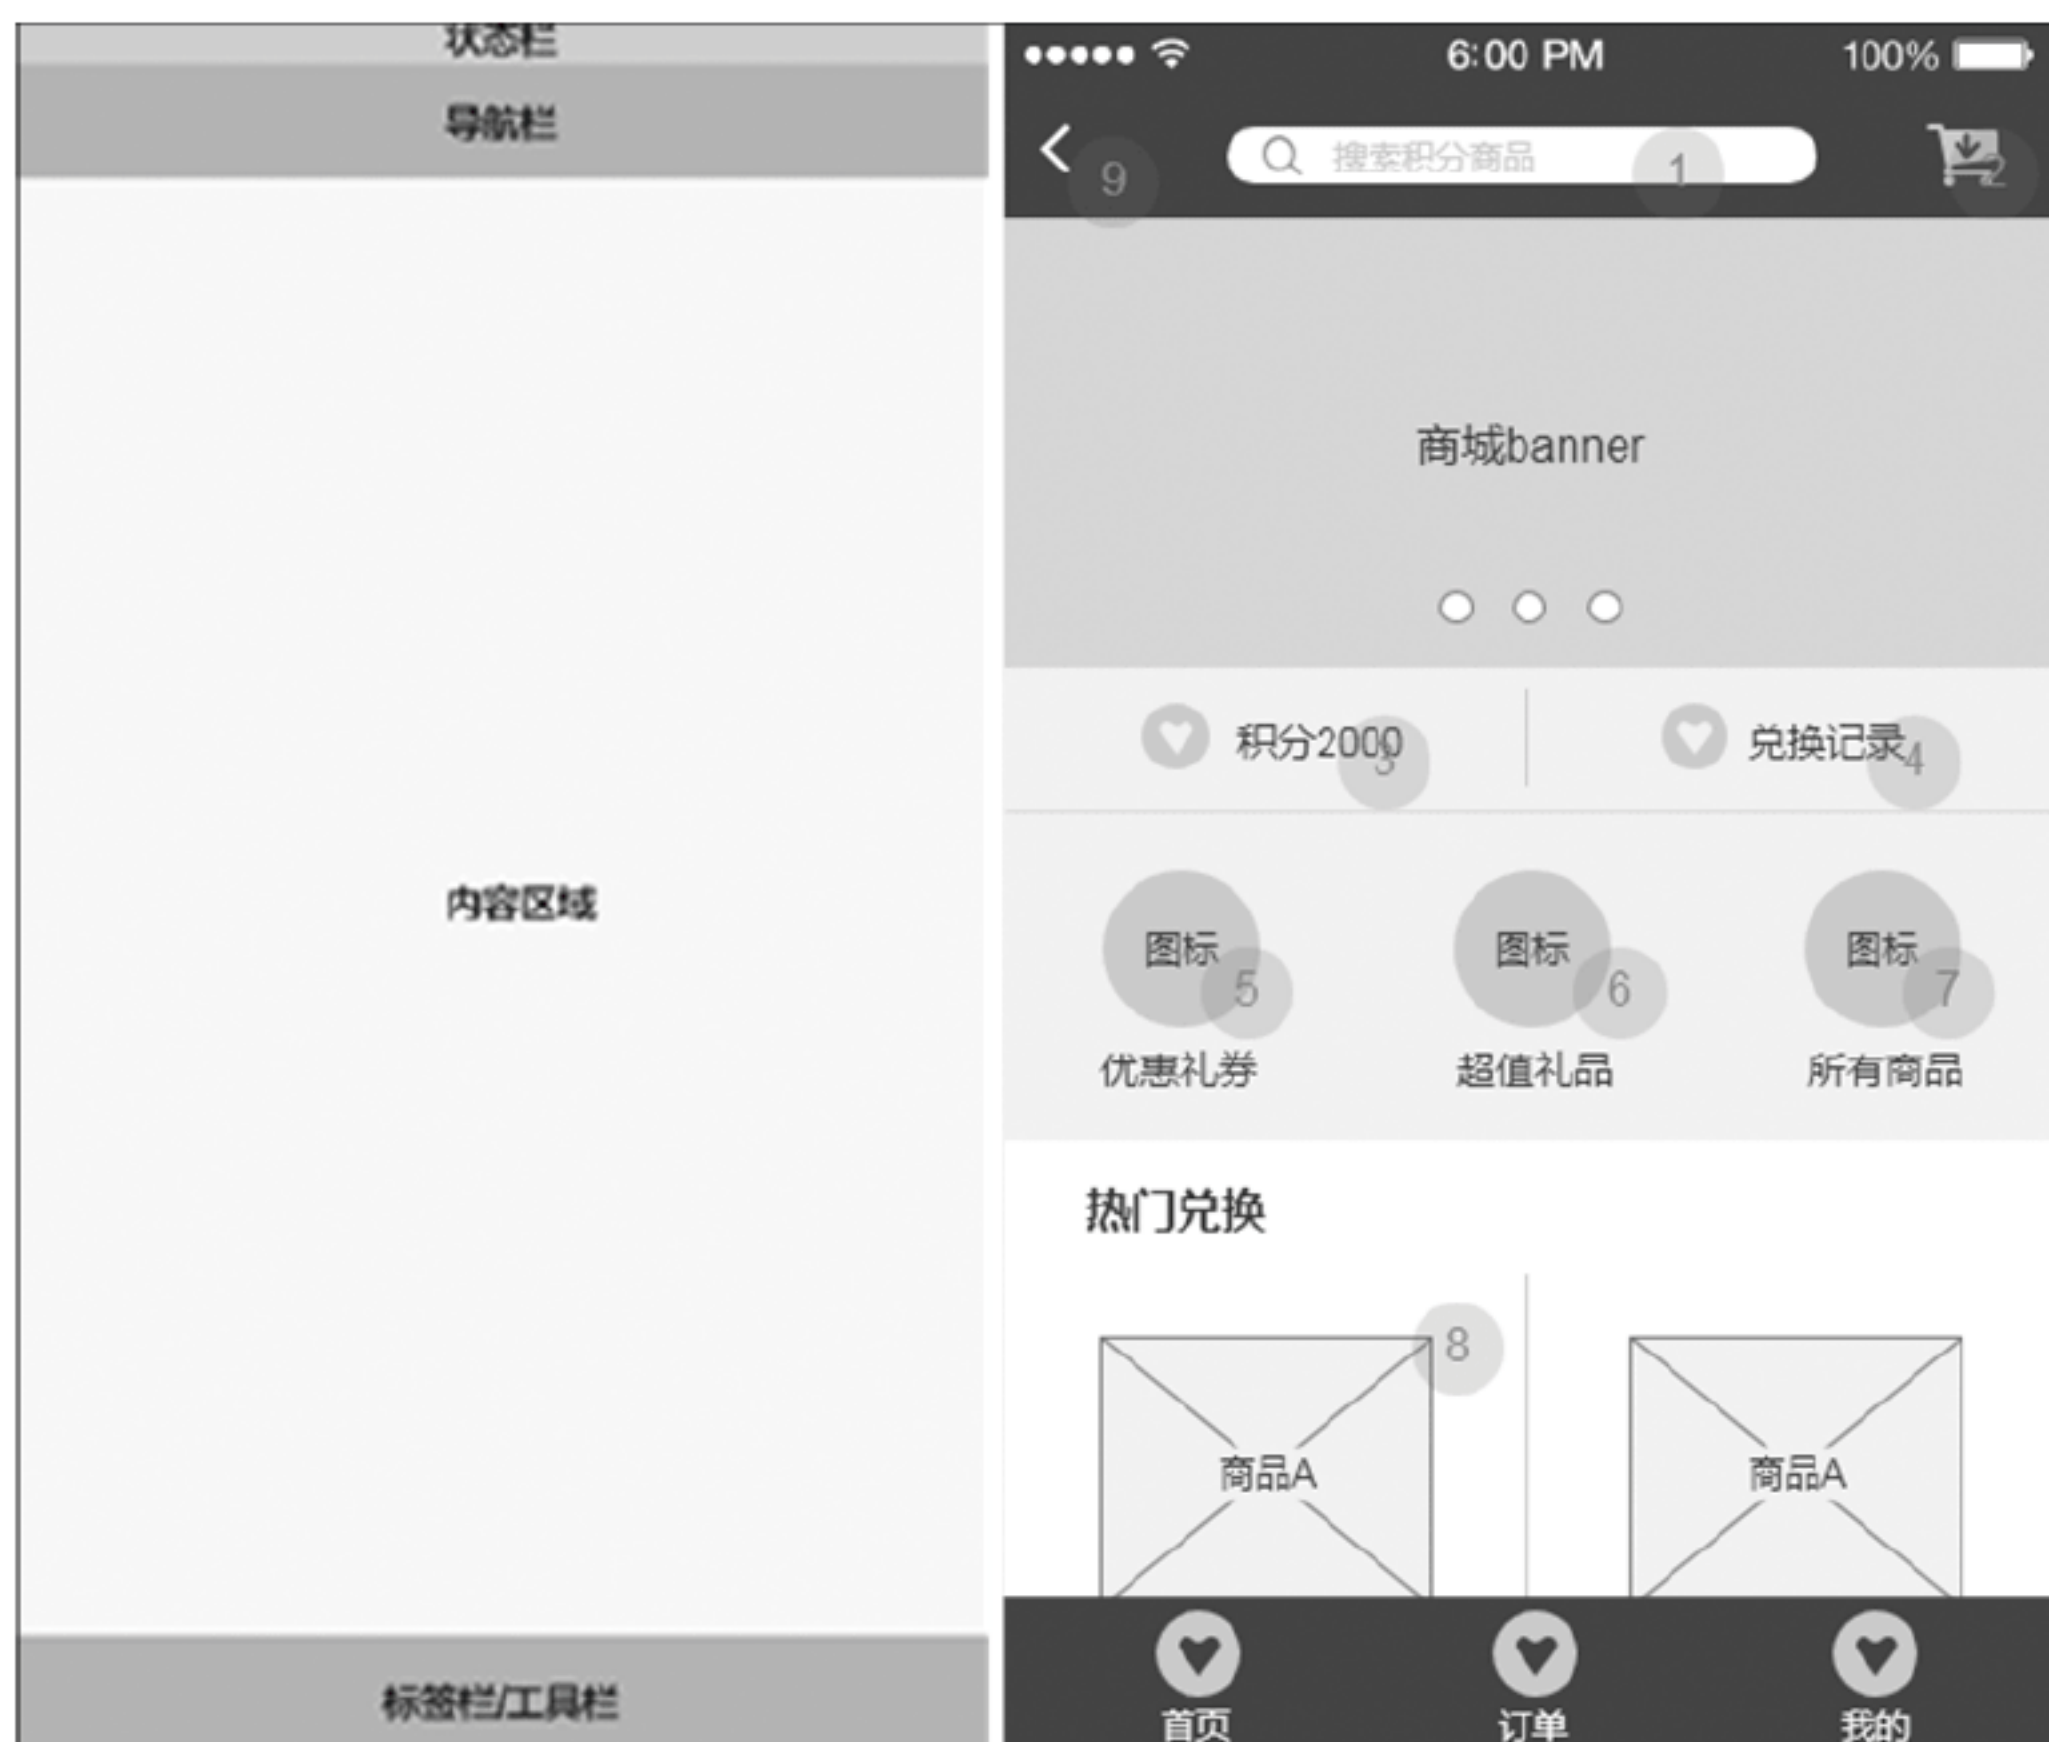 状态栏
导航栏
内容区域
标签栏/工具栏
6:00 PM
100%
9
搜索积分商品
1
2
商城banner
积分2000
3
兑换记录
4
图标
5
图标
6
图标
7
优惠礼券
超值礼品
所有商品
热门兑换
8
商品A
商品A
首页
订单
我的